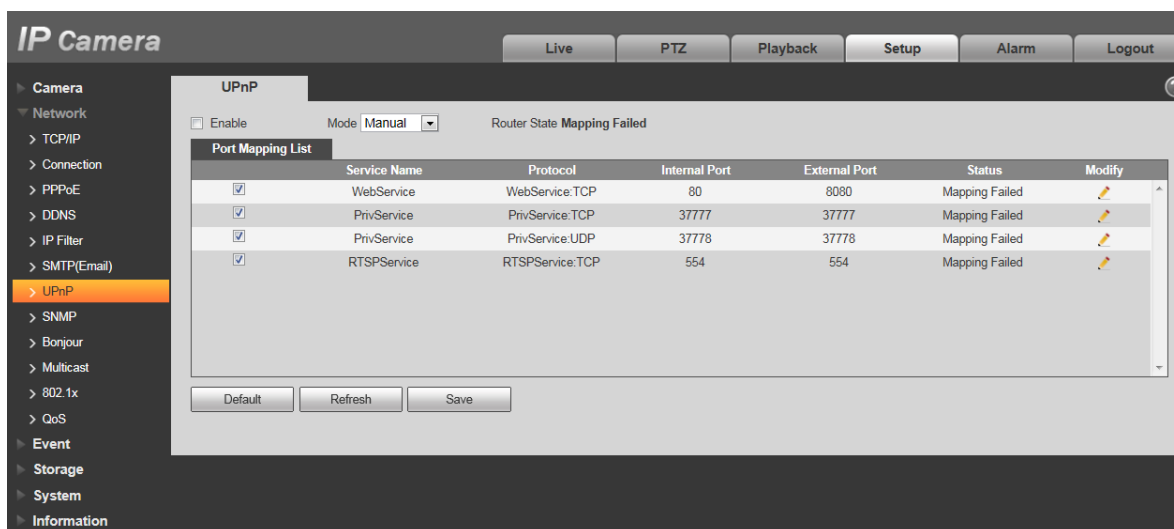 IP Camera
Live PTZ Playback Setup Alarm Logout
Camera
Network
> TCP/IP
> Connection
> PPPoE
> DDNS
> IP Filter
> SMTP(Email)
> UPnP
> SNMP
> Bonjour
> Multicast
> 802.1x
> QoS
Event
Storage
System
Information
UPnP
Enable Mode Manual Router State Mapping Failed
Port Mapping List
Service Name Protocol Internal Port External Port Status Modify
WebService WebService:TCP 80 8080 Mapping Failed
PrivService PrivService:TCP 37777 37777 Mapping Failed
PrivService PrivService:UDP 37778 37778 Mapping Failed
RTSPService RTSPService:TCP 554 554 Mapping Failed
Default Refresh Save